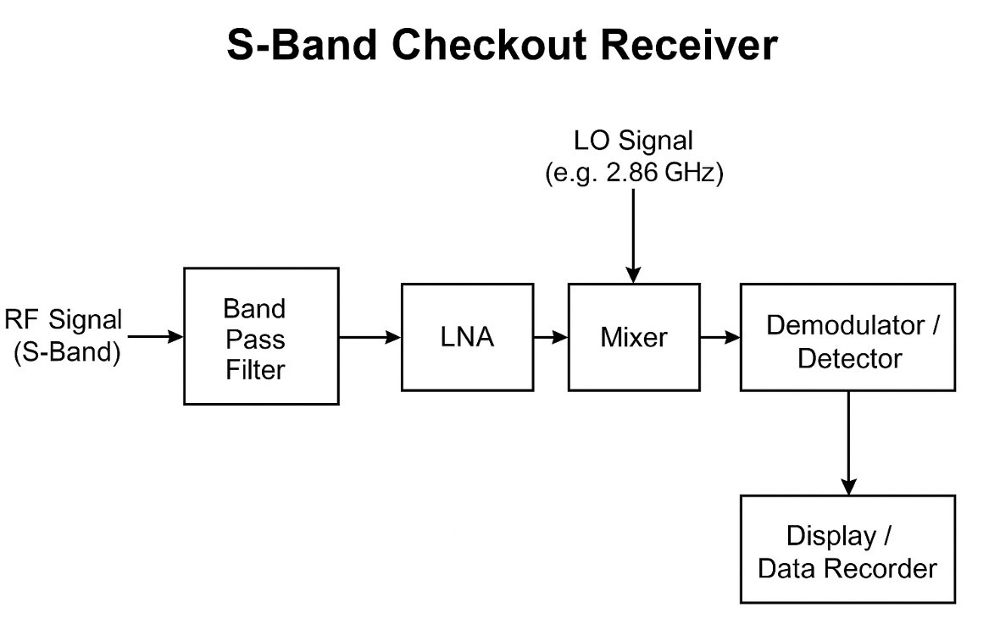 S-Band Checkout Receiver
LO Signal
(e.g. 2.86 GHz)
RF Signal
(S-Band)
Band
Pass
Filter
LNA
Mixer
Demodulator /
Detector
Display /
Data Recorder